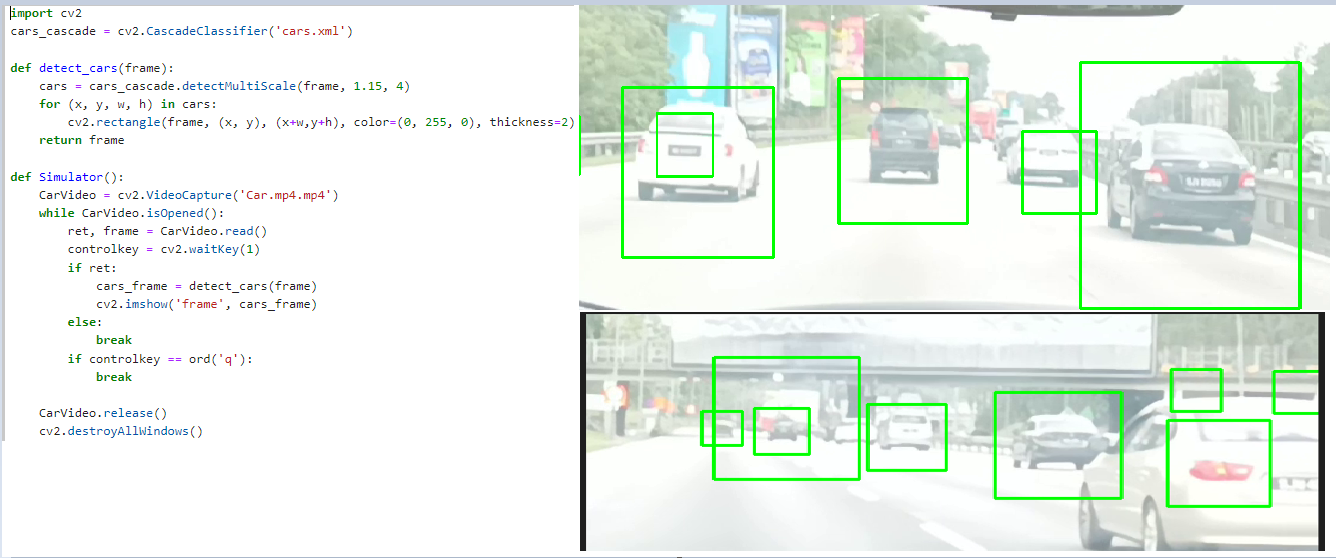 import cv2
cars_cascade = cv2.CascadeClassifier('cars.xml')
def detect_cars(frame):
cars = cars_cascade.detectMultiScale(frame, 1.15, 4)
for (x, y, w, h) in cars:
cv2.rectangle(frame, (x, y), (x+w,y+h), color=(0, 255, 0), thickness=2)
return frame
def Simulator():
CarVideo = cv2.VideoCapture('Car.mp4.mp4')
while CarVideo.isOpened():
ret, frame = CarVideo.read()
controlkey = cv2.waitKey(1)
if ret:
cars_frame = detect_cars(frame)
cv2.imshow('frame', cars_frame)
else:
break
if controlkey == ord('q'):
break
CarVideo.release()
cv2.destroyAllWindows()